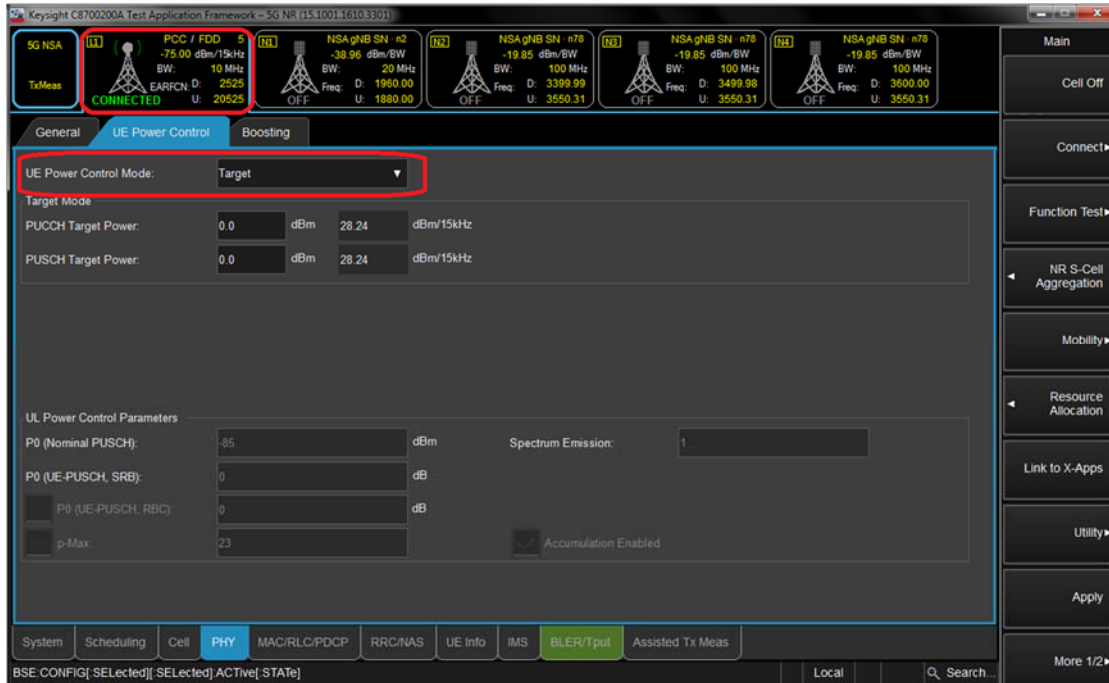 Keysight C8700200A Test Application Framework – 5G NR (15.1001.1610.3301)
5G NSA
TxMeas
L1
PCC / FDD 5
-75.00 dBm/15kHz
BW: 10 MHz
EARFCN: D: 2525
U: 20525
CONNECTED
N1
NSA gNB SN - n2
-38.96 dBm/BW
BW: 20 MHz
Freq: D: 1960.00
U: 1880.00
OFF
N2
NSA gNB SN - n78
-19.85 dBm/BW
BW: 100 MHz
Freq: D: 3399.99
U: 3550.31
OFF
N3
NSA gNB SN - n78
-19.85 dBm/BW
BW: 100 MHz
Freq: D: 3499.98
U: 3550.31
OFF
N4
NSA gNB SN - n78
-19.85 dBm/BW
BW: 100 MHz
Freq: D: 3600.00
U: 3550.31
OFF
General UE Power Control Boosting
UE Power Control Mode: Target
Target Mode
PUCCH Target Power: 0.0 dBm 28.24 dBm/15kHz
PUSCH Target Power: 0.0 dBm 28.24 dBm/15kHz
UL Power Control Parameters
P0 (Nominal PUSCH): -85 dBm Spectrum Emission: 1
P0 (UE-PUSCH, SRB): 0 dB
P0 (UE-PUSCH, RBC): 0 dB
p-Max: 23 Accumulation Enabled
System Scheduling Cell PHY MAC/RLC/PDCP RRC/NAS UE Info IMS BLER/Tput Assisted Tx Meas
BSE:CONFIG[:SELected][:SELected]:ACTive[:STATe] Local Search...
Main
Cell Off
Connect
Function Test
NR S-Cell
Aggregation
Mobility
Resource
Allocation
Link to X-Apps
Utility
Apply
More 1/2